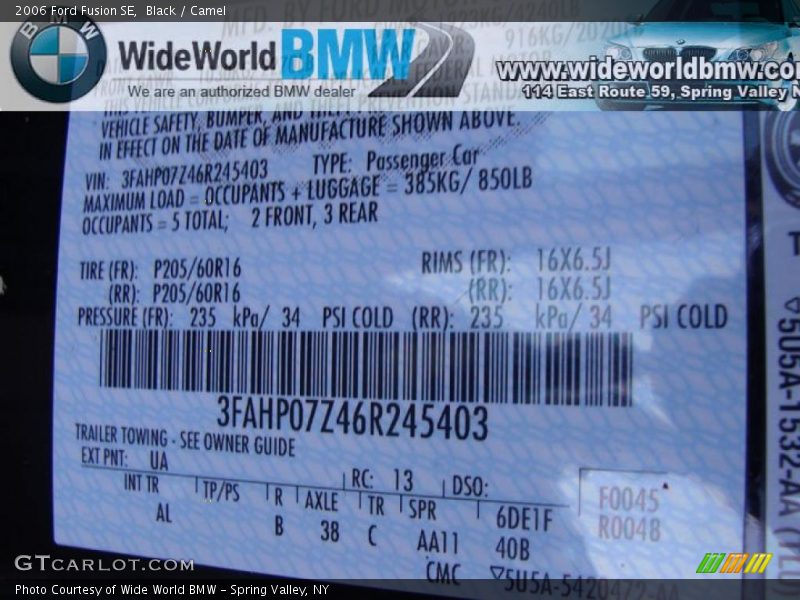 2006 Ford Fusion SE, Black / Camel
BMW
WideWorld BMW
We are an authorized BMW dealer
www.wideworldbmw.co
114 East Route 59, Spring Valley N
916KG/2020LB
VEHICLE SAFETY, BUMPER, AND
IN EFFECT ON THE DATE OF MANUFACTURE SHOWN ABOVE.
VIN: 3FAHP07Z46R245403 TYPE: Passenger Car
MAXIMUM LOAD = OCCUPANTS + LUGGAGE = 385KG/ 850LB
OCCUPANTS = 5 TOTAL; 2 FRONT, 3 REAR
TIRE (FR): P205/60R16 RIMS (FR): 16X6.5J
(RR): P205/60R16 (RR): 16X6.5J
PRESSURE (FR): 235 kPa/ 34 PSI COLD (RR): 235 kPa/ 34 PSI COLD
3FAHP07Z46R245403
TRAILER TOWING - SEE OWNER GUIDE
EXT PNT: UA RC: 13 DSO:
INT TR TP/PS R AXLE TR SPR 6DE1F F0045
AL B 38 C AA11 40B R0048
CMC ▽5U5A-5420472-AA
▽5U5A-1532-AA
GTCARLOT.COM
Photo Courtesy of Wide World BMW - Spring Valley, NY